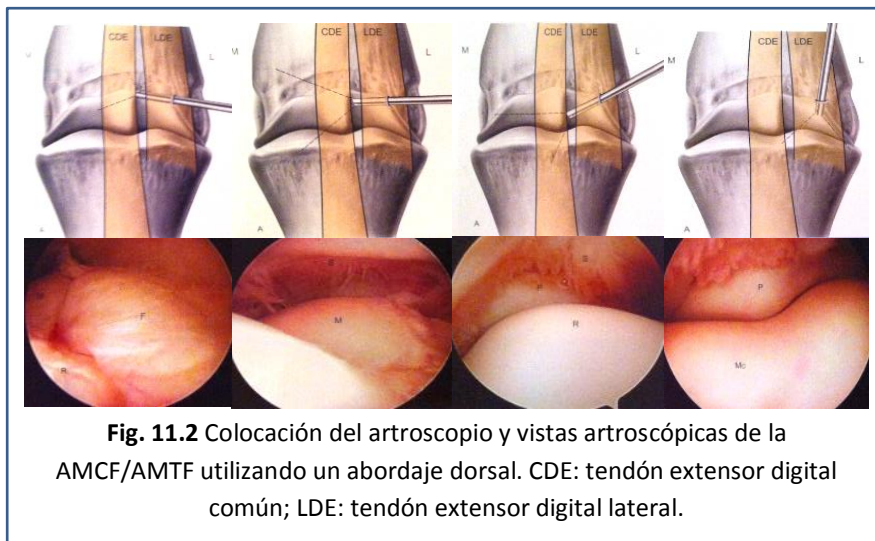 CDE LDE L
M CDE LDE L
M CDE LDE L
M CDE LDE L
A
A
F
R
S
M
S
P Q
R
P
Mc
Fig. 11.2 Colocación del artroscopio y vistas artroscópicas de la
AMCF/AMTF utilizando un abordaje dorsal. CDE: tendón extensor digital
común; LDE: tendón extensor digital lateral.